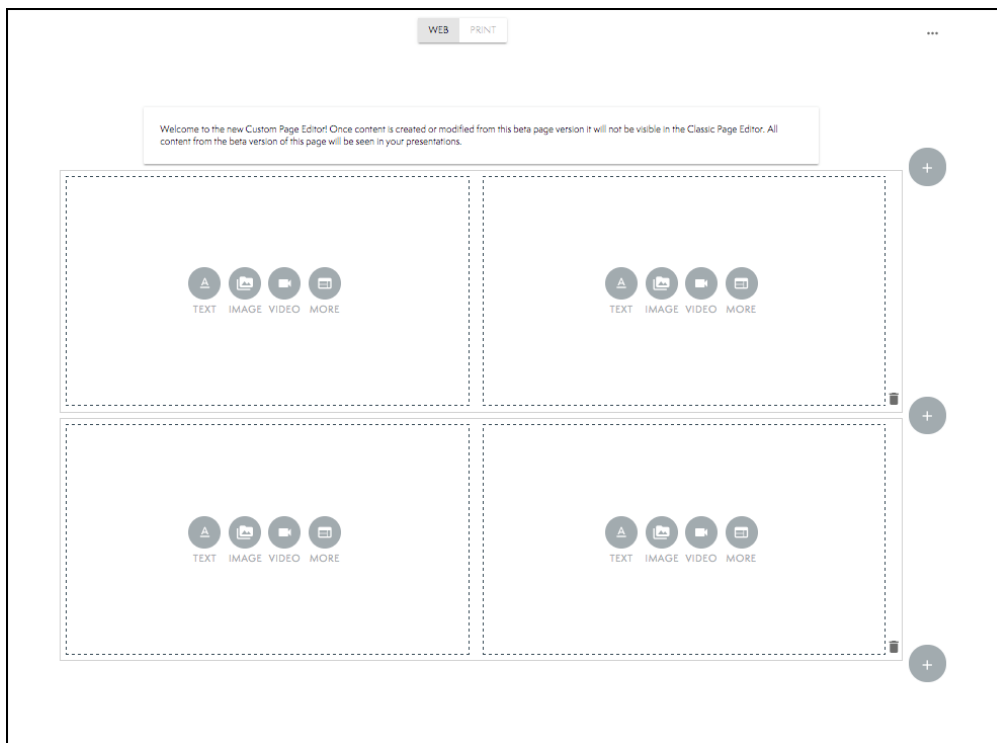 WEB PRINT
Welcome to the new Custom Page Editor! Once content is created or modified from this beta page version it will not be visible in the Classic Page Editor. All
content from the beta version of this page will be seen in your presentations.
TEXT IMAGE VIDEO MORE TEXT IMAGE VIDEO MORE
TEXT IMAGE VIDEO MORE TEXT IMAGE VIDEO MORE